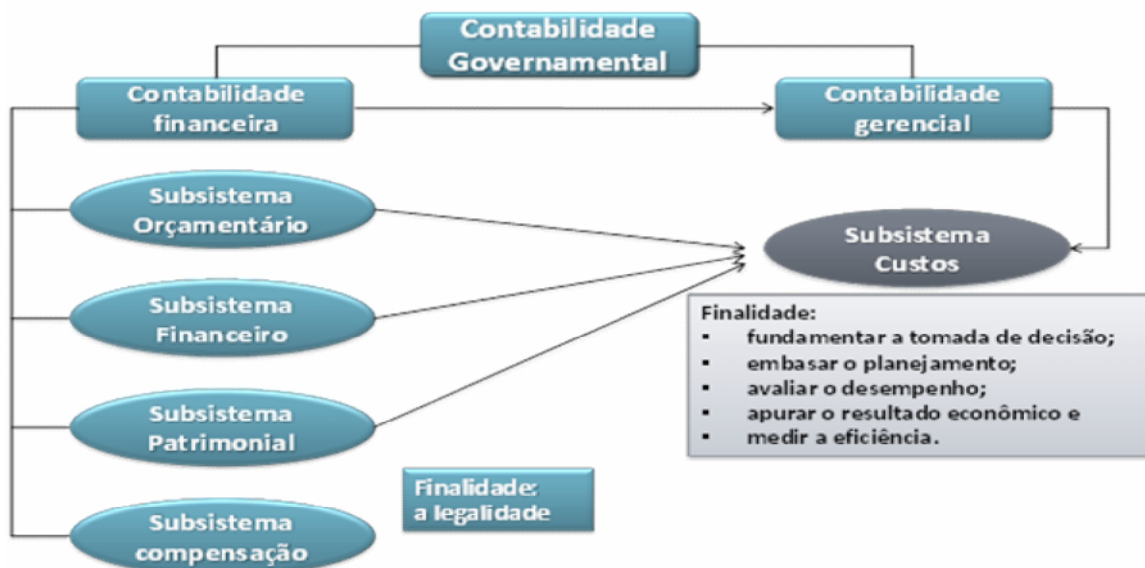 Contabilidade
Governamental
Contabilidade
financeira
Contabilidade
gerencial
Subsistema
Orçamentário
Subsistema
Financeiro
Subsistema
Patrimonial
Subsistema
compensação
Finalidade:
a legalidade
Subsistema
Custos
Finalidade:
▪ fundamentar a tomada de decisão;
▪ embasar o planejamento;
▪ avaliar o desempenho;
▪ apurar o resultado econômico e
▪ medir a eficiência.